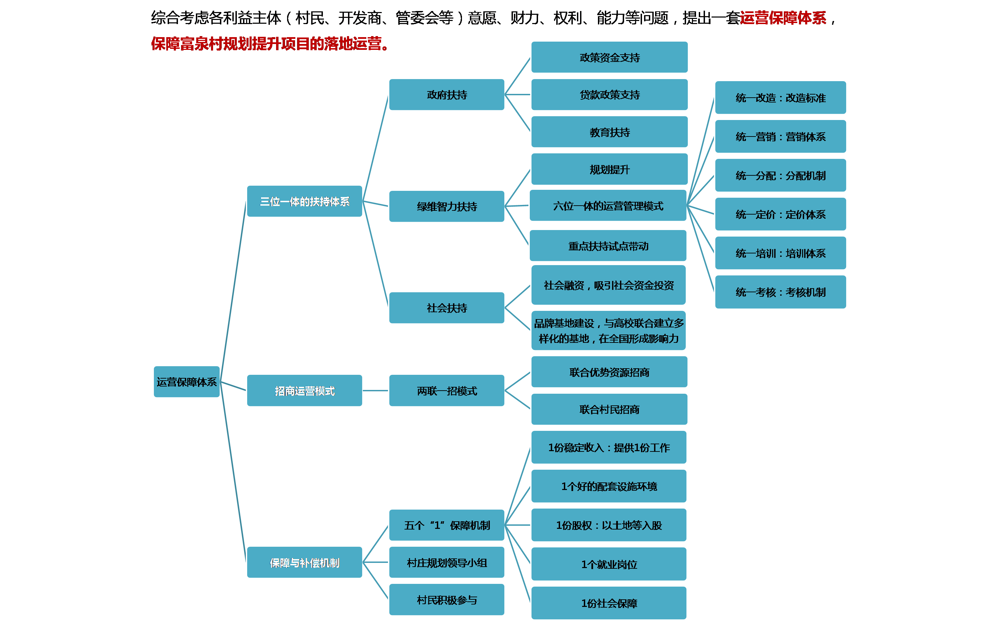 综合考虑各利益主体（村民、开发商、管委会等）意愿、财力、权利、能力等问题，提出一套运营保障体系，
保障富泉村规划提升项目的落地运营。
运营保障体系
三位一体的扶持体系
政府扶持
政策资金支持
贷款政策支持
教育扶持
绿维智力扶持
规划提升
六位一体的运营管理模式
统一改造：改造标准
统一营销：营销体系
统一分配：分配机制
统一定价：定价体系
统一培训：培训体系
统一考核：考核机制
重点扶持试点带动
社会扶持
社会融资，吸引社会资金投资
品牌基地建设，与高校联合建立多
样化的基地，在全国形成影响力
招商运营模式
两联一招模式
联合优势资源招商
联合村民招商
保障与补偿机制
五个“1”保障机制
1份稳定收入：提供1份工作
1个好的配套设施环境
1份股权：以土地等入股
1个就业岗位
1份社会保障
村庄规划领导小组
村民积极参与